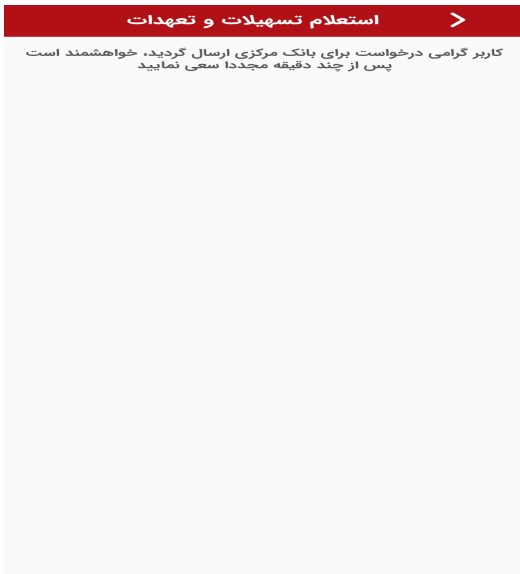 استعلام تسهیلات و تعهدات
کاربر گرامی درخواست برای بانک مرکزی ارسال گردید، خواهشمند است
پس از چند دقیقه مجددا سعی نمایید